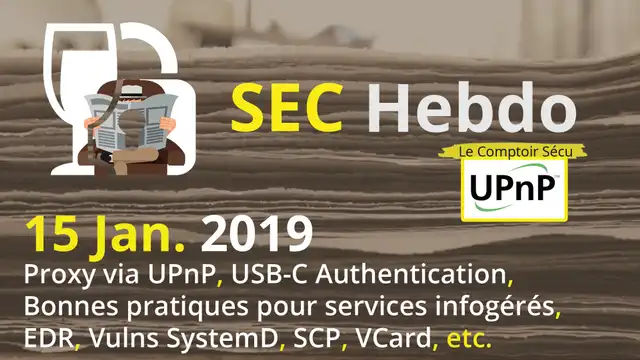 SEC Hebdo
Le Comptoir Sécu
UPnP™
15 Jan. 2019
Proxy via UPnP, USB-C Authentication,
Bonnes pratiques pour services infogérés,
EDR, Vulns SystemD, SCP, VCard, etc.